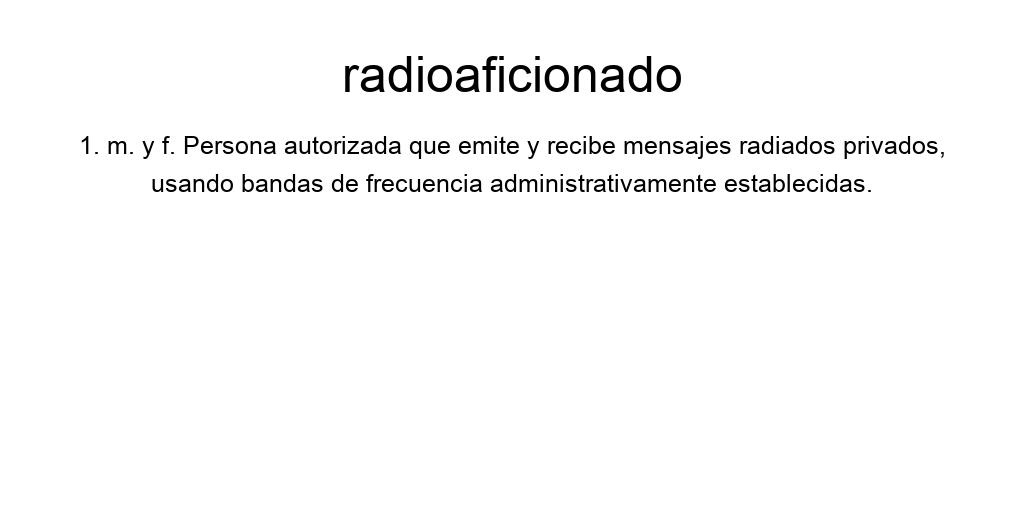 radioaficionado
1. m. y f. Persona autorizada que emite y recibe mensajes radiados privados,
usando bandas de frecuencia administrativamente establecidas.